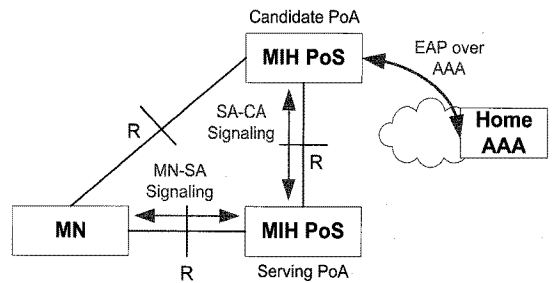 Candidate PoA
MIH PoS
EAP over
AAA
SA-CA
Signaling
R
R
Home
AAA
MN-SA
Signaling
MN
MIH PoS
R
Serving PoA